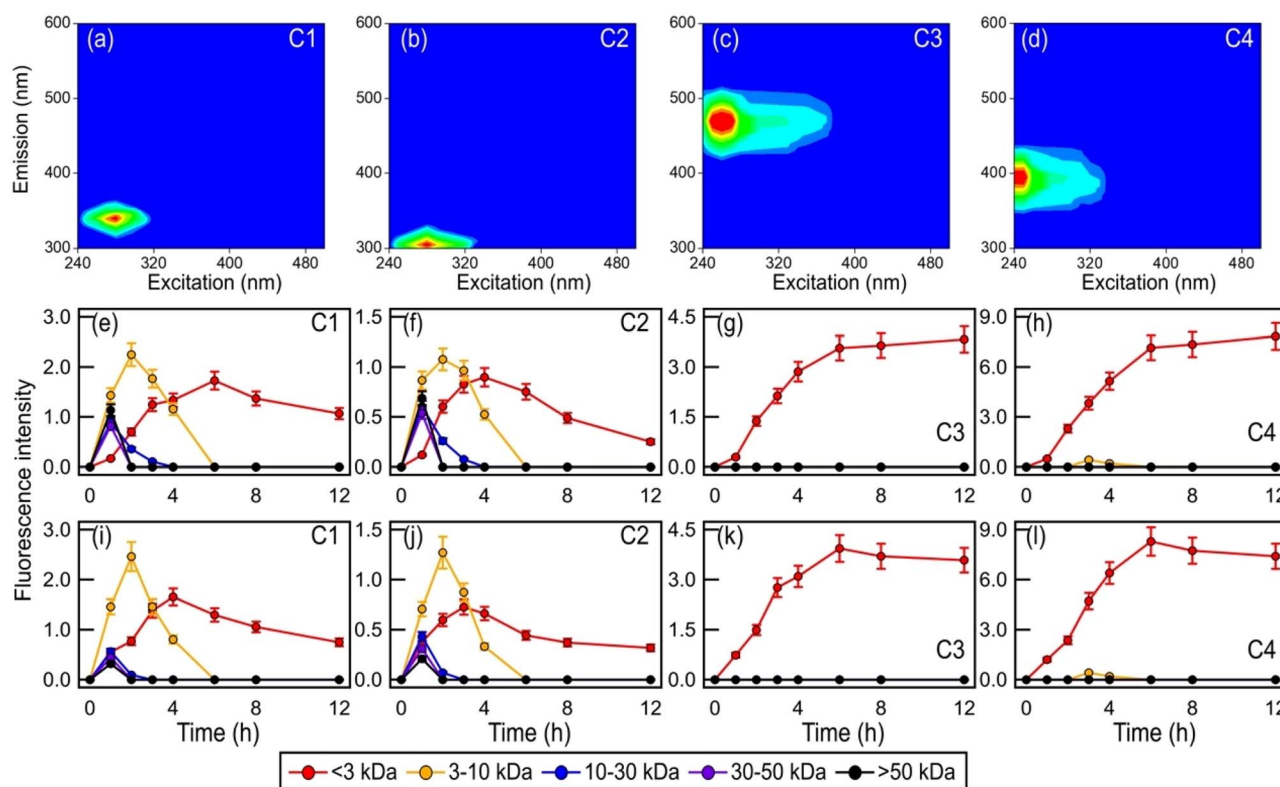 (a) C1 (b) C2 (c) C3 (d) C4
600 600 600 600
500 500 500 500
400 400 400 400
300 300 300 300
Emission (nm)
240 320 400 480 240 320 400 480 240 320 400 480 240 320 400 480
Excitation (nm) Excitation (nm) Excitation (nm) Excitation (nm)
(e) C1 (f) C2 (g) C3 (h) C4
3.0 1.5 4.5 9.0
2.0 1.0 3.0 6.0
1.0 0.5 1.5 3.0
0.0 0.0 0.0 0.0
0 4 8 12 0 4 8 12 0 4 8 12 0 4 8 12
Fluorescence intensity
(i) C1 (j) C2 (k) C3 (l) C4
3.0 1.5 4.5 9.0
2.0 1.0 3.0 6.0
1.0 0.5 1.5 3.0
0.0 0.0 0.0 0.0
0 4 8 12 0 4 8 12 0 4 8 12 0 4 8 12
Time (h) Time (h) Time (h) Time (h)
<3 kDa 3-10 kDa 10-30 kDa 30-50 kDa >50 kDa